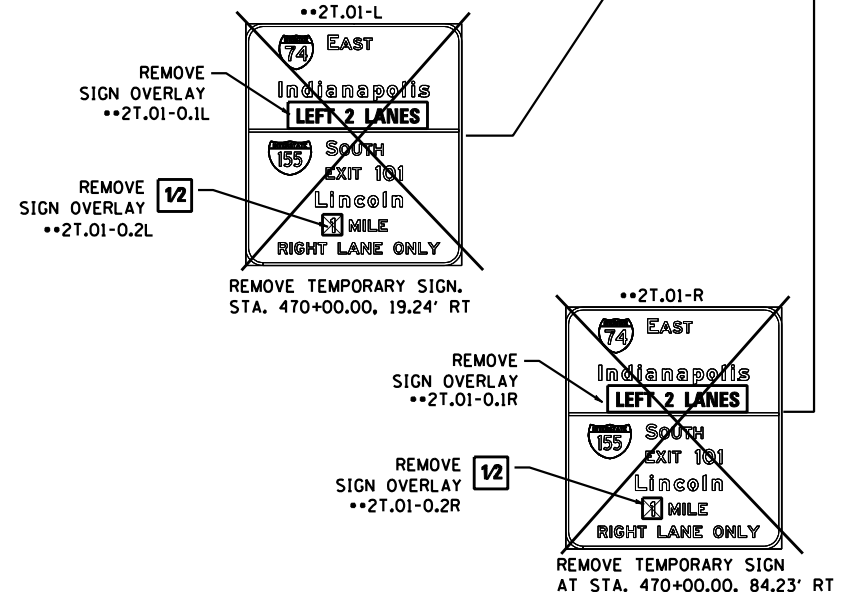 ••2T.01-L
74 EAST
Indianapolis
LEFT 2 LANES
155 SOUTH
EXIT 101
Lincoln
1 MILE
RIGHT LANE ONLY
REMOVE
SIGN OVERLAY
••2T.01-0.1L
REMOVE
SIGN OVERLAY
••2T.01-0.2L
1/2
REMOVE TEMPORARY SIGN.
STA. 470+00.00, 19.24' RT
••2T.01-R
74 EAST
Indianapolis
LEFT 2 LANES
155 SOUTH
EXIT 101
Lincoln
1 MILE
RIGHT LANE ONLY
REMOVE
SIGN OVERLAY
••2T.01-0.1R
REMOVE
SIGN OVERLAY
••2T.01-0.2R
1/2
REMOVE TEMPORARY SIGN
AT STA. 470+00.00, 84.23' RT